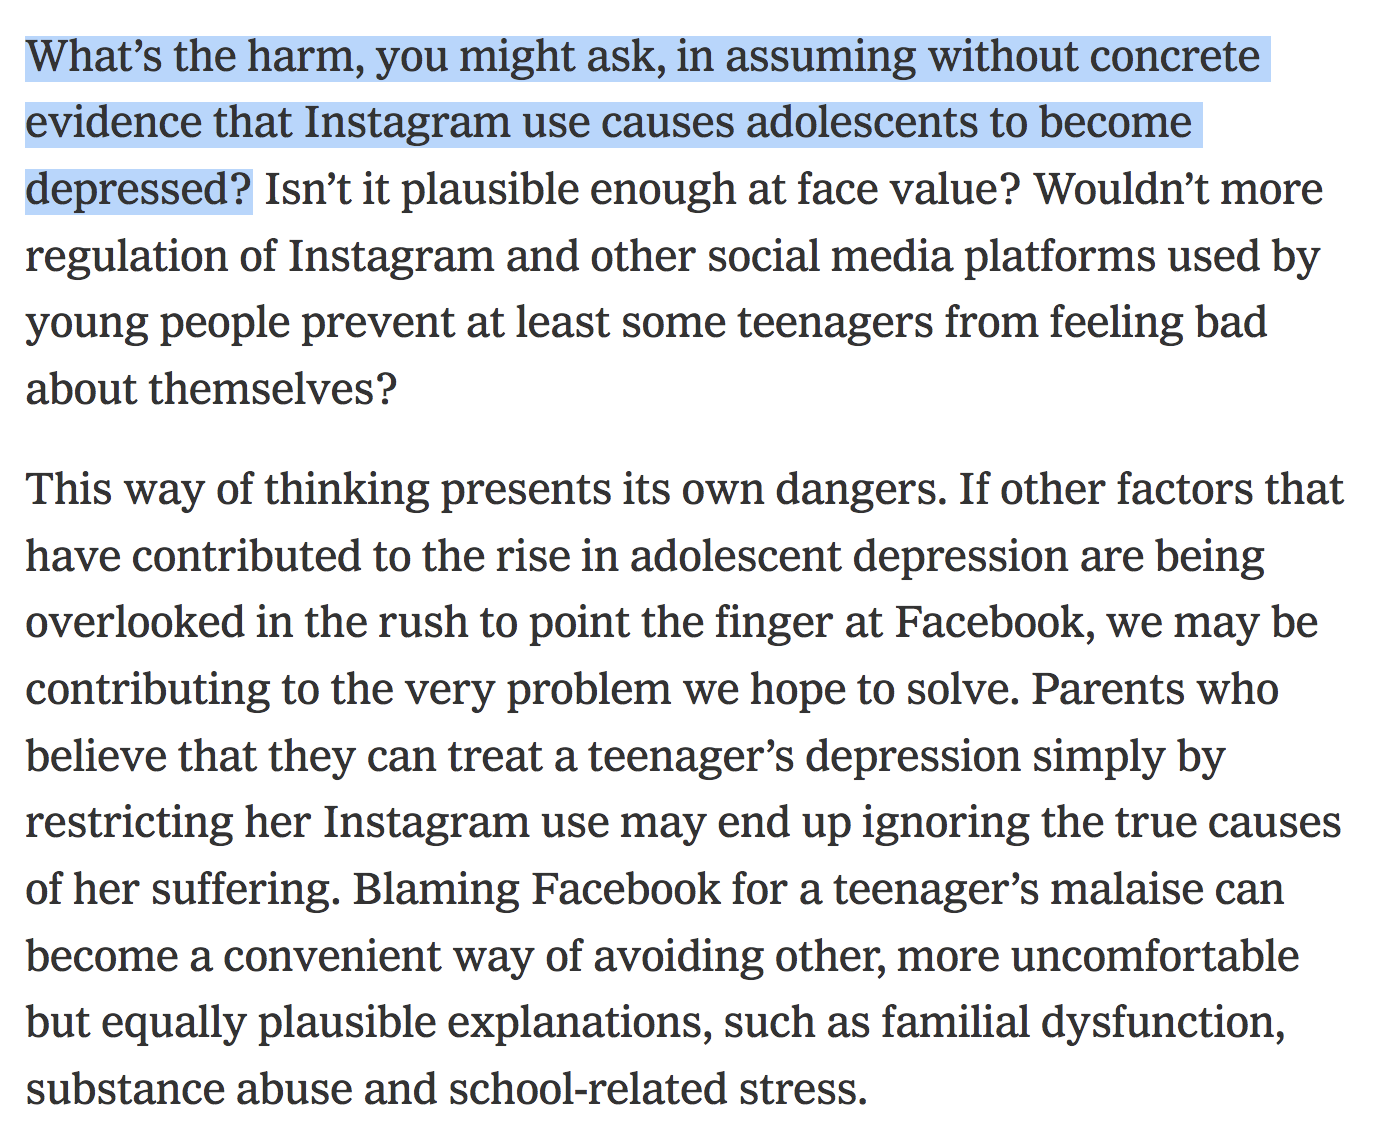 What’s the harm, you might ask, in assuming without concrete
evidence that Instagram use causes adolescents to become
depressed? Isn’t it plausible enough at face value? Wouldn’t more
regulation of Instagram and other social media platforms used by
young people prevent at least some teenagers from feeling bad
about themselves?
This way of thinking presents its own dangers. If other factors that
have contributed to the rise in adolescent depression are being
overlooked in the rush to point the finger at Facebook, we may be
contributing to the very problem we hope to solve. Parents who
believe that they can treat a teenager’s depression simply by
restricting her Instagram use may end up ignoring the true causes
of her suffering. Blaming Facebook for a teenager’s malaise can
become a convenient way of avoiding other, more uncomfortable
but equally plausible explanations, such as familial dysfunction,
substance abuse and school-related stress.